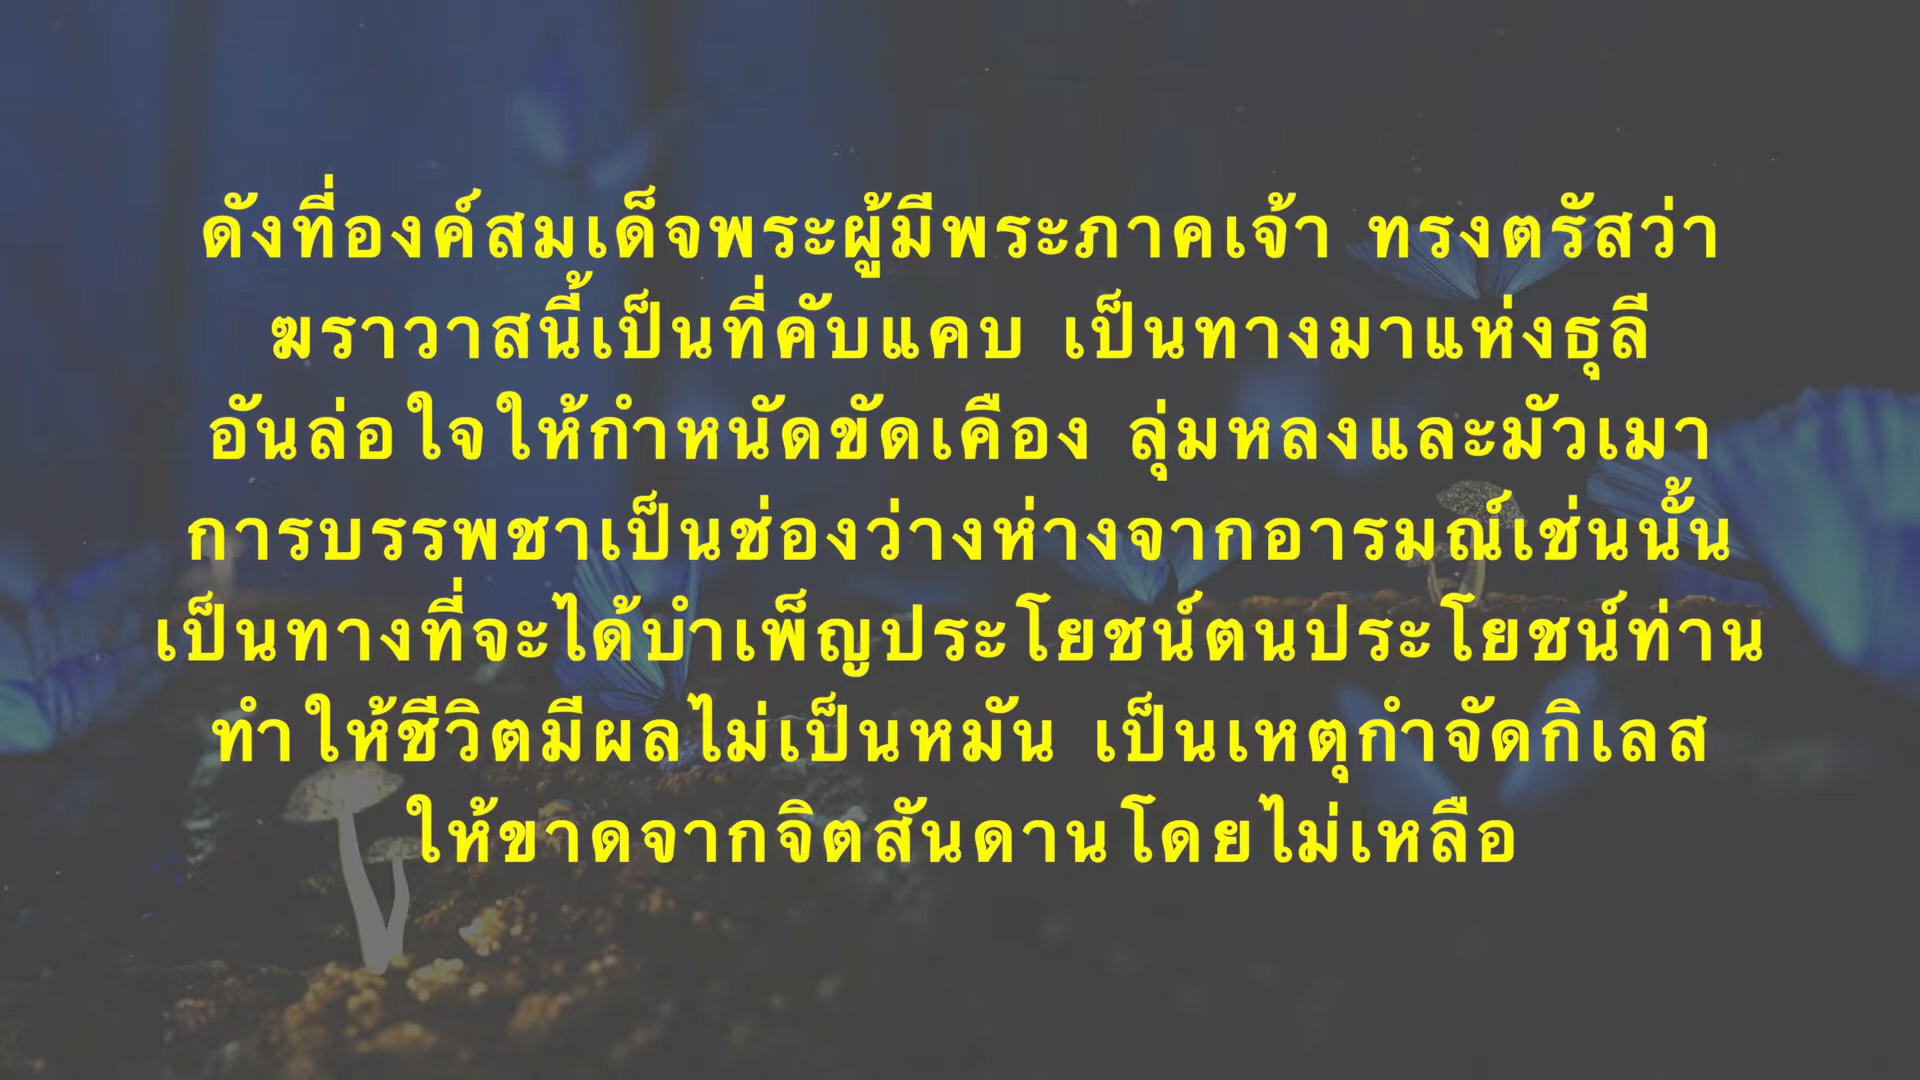 ดังที่องค์สมเด็จพระผู้มีพระภาคเจ้า ทรงตรัสว่า
ฆราวาสนี้เป็นที่คับแคบ เป็นทางมาแห่งธุลี
อันล่อใจให้กำหนัดขัดเคือง ลุ่มหลงและมัวเมา
การบรรพชาเป็นช่องว่างห่างจากอารมณ์เช่นนั้น
เป็นทางที่จะได้บำเพ็ญประโยชน์ตนประโยชน์ท่าน
ทำให้ชีวิตมีผลไม่เป็นหมัน เป็นเหตุกำจัดกิเลส
ให้ขาดจากจิตสันดานโดยไม่เหลือ